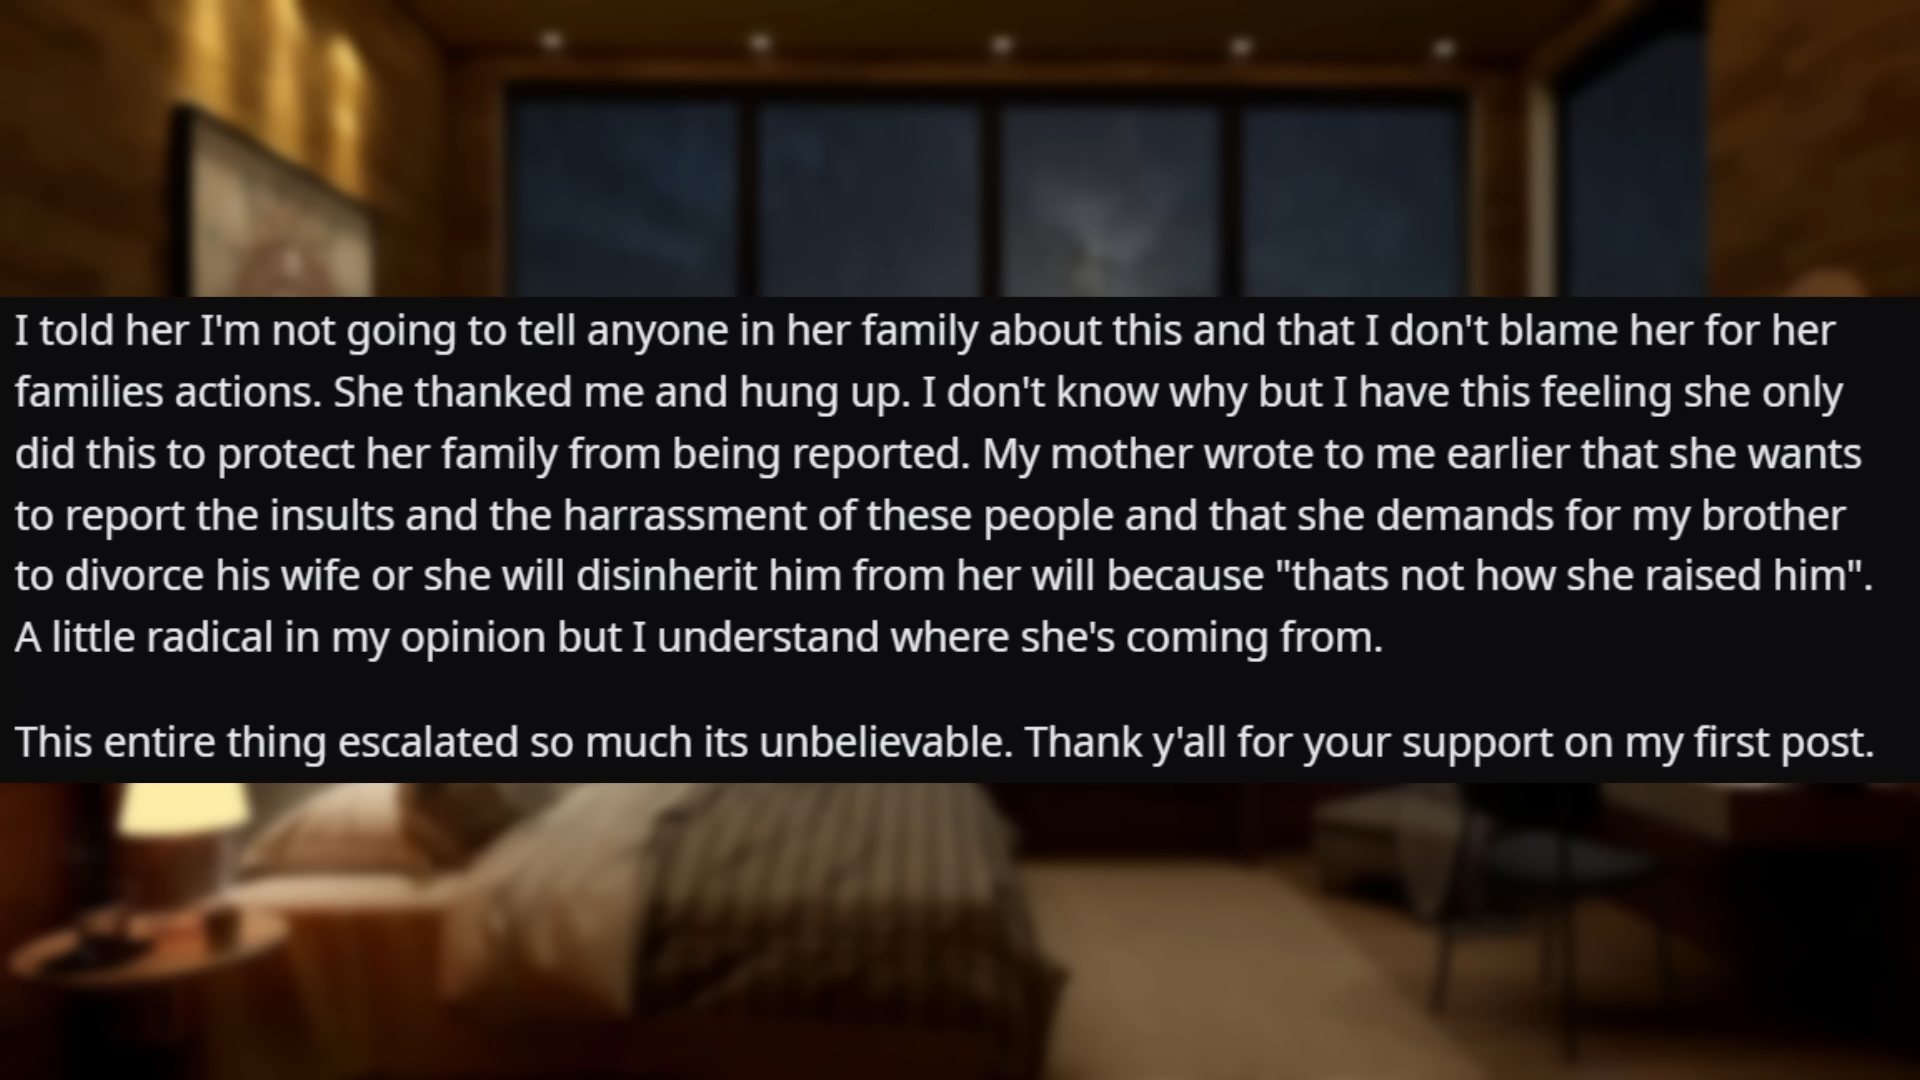 I told her I'm not going to tell anyone in her family about this and that I don't blame her for her
families actions. She thanked me and hung up. I don't know why but I have this feeling she only
did this to protect her family from being reported. My mother wrote to me earlier that she wants
to report the insults and the harrassment of these people and that she demands for my brother
to divorce his wife or she will disinherit him from her will because "thats not how she raised him".
A little radical in my opinion but I understand where she's coming from.
This entire thing escalated so much its unbelievable. Thank y'all for your support on my first post.